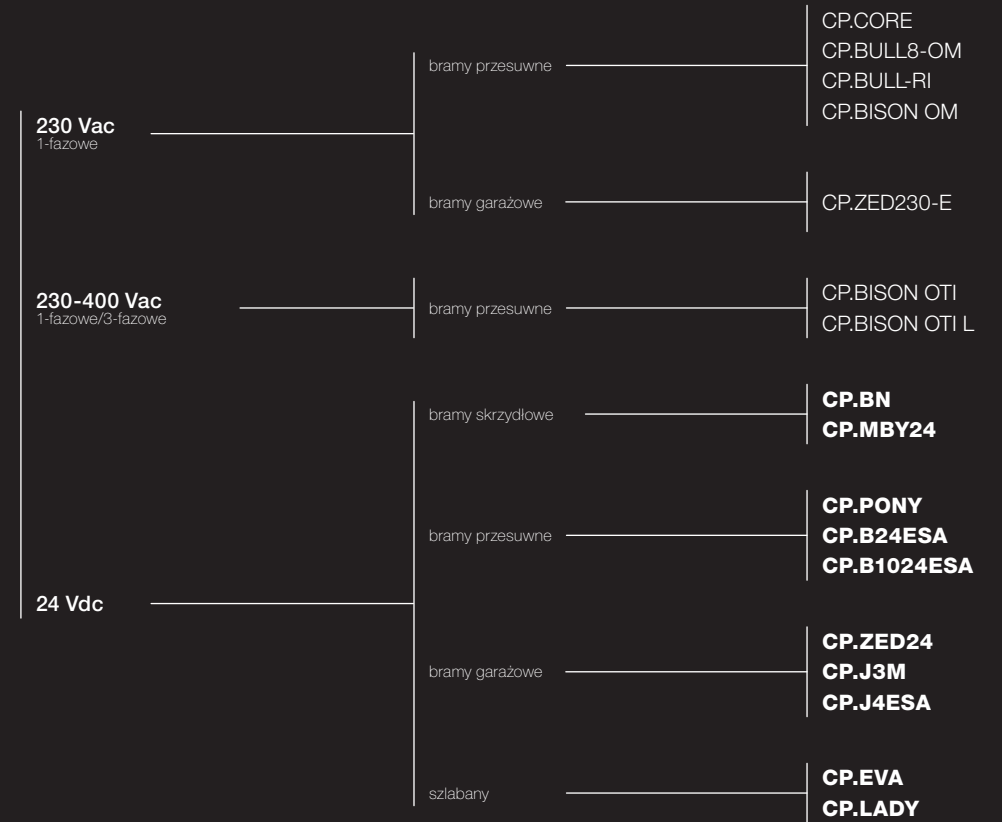 230 Vac
1-fazowe
bramy przesuwne
CP.CORE
CP.BULL8-OM
CP.BULL-RI
CP.BISON OM
bramy garażowe
CP.ZED230-E
230-400 Vac
1-fazowe/3-fazowe
bramy przesuwne
CP.BISON OTI
CP.BISON OTI L
24 Vdc
bramy skrzydłowe
CP.BN
CP.MBY24
bramy przesuwne
CP.PONY
CP.B24ESA
CP.B1024ESA
bramy garażowe
CP.ZED24
CP.J3M
CP.J4ESA
szlabany
CP.EVA
CP.LADY